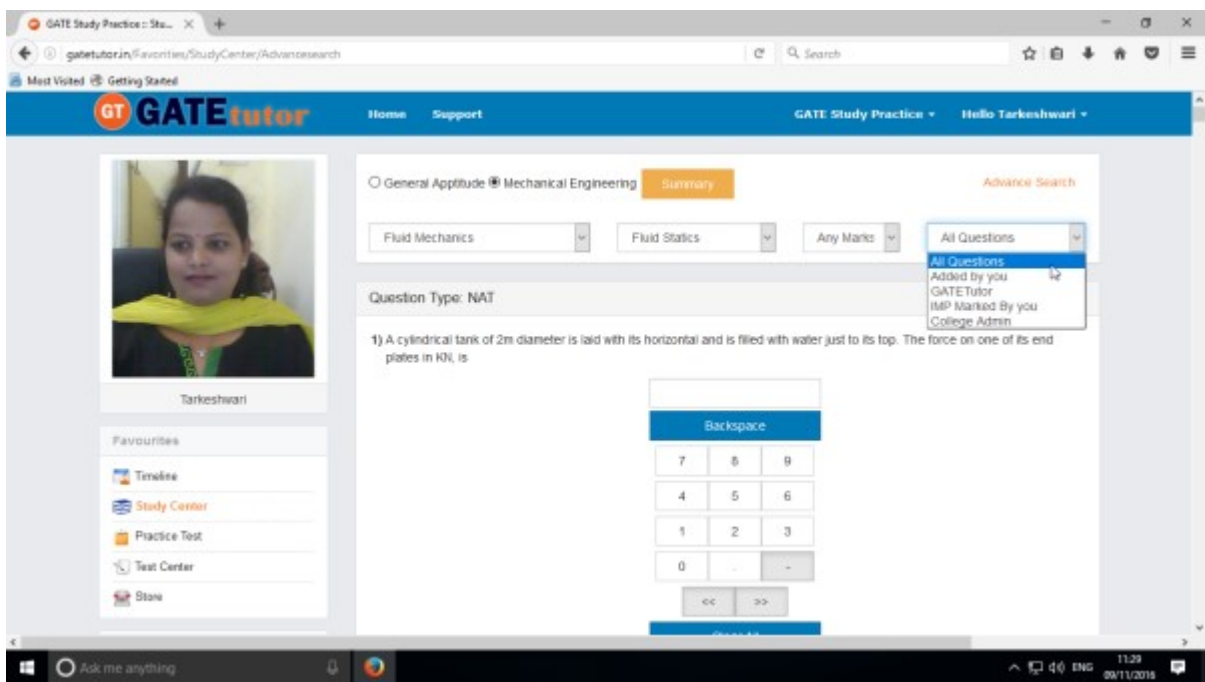 GATE Study Practice :: Stu...
gatetutor.in/Favorities/StudyCenter/Advancesearch
Search
Most Visited Getting Started
GT GATEtutor Home Support GATE Study Practice Hello Tarkeshwari
General Apptitude Mechanical Engineering Summary Advance Search
Fluid Mechanics Fluid Statics Any Marks All Questions
All Questions
Added by you
GATETutor
IMP Marked By you
College Admin
Question Type: NAT
1) A cylindrical tank of 2m diameter is laid with its horizontal and is filled with water just to its top. The force on one of its end
plates in KN, is
Tarkeshwari
Favourites
Timeline
Study Center
Practice Test
Test Center
Store
Backspace
7 8 9
4 5 6
1 2 3
0 . -
<< >>
Ask me anything
ENG 11:29
09/11/2016